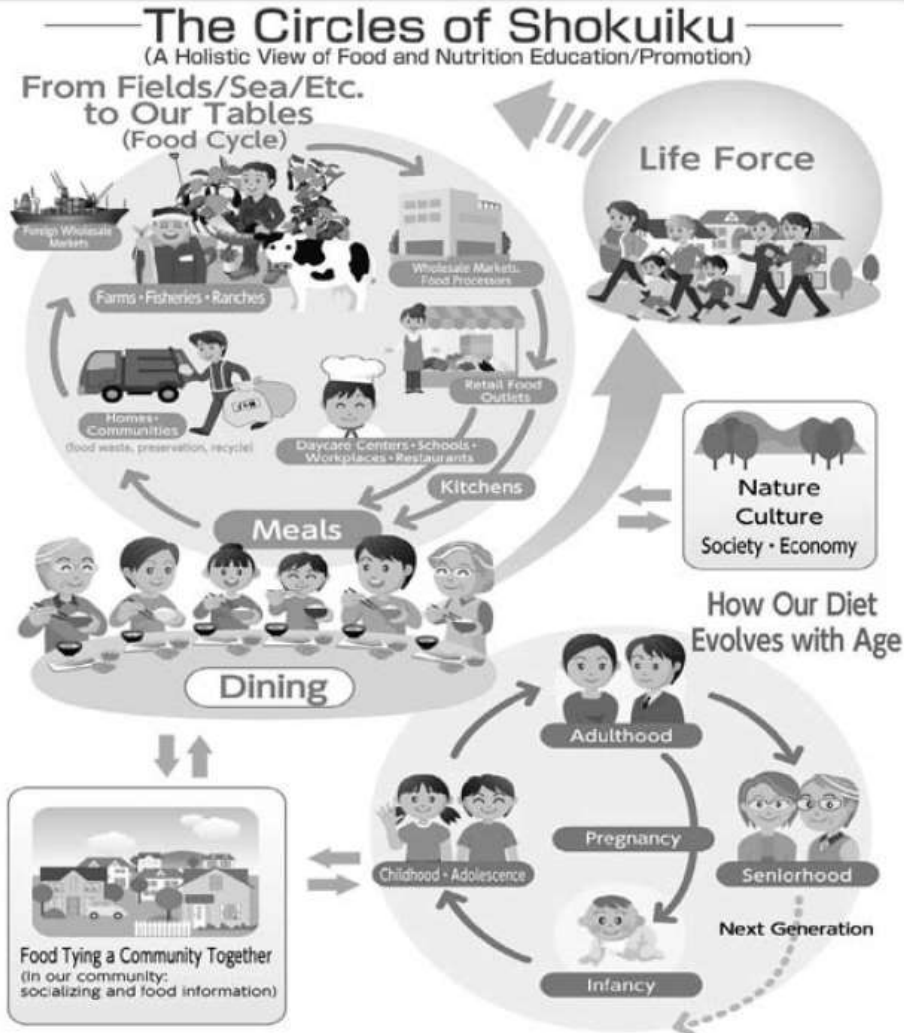 The Circles of Shokuiku
(A Holistic View of Food and Nutrition Education/Promotion)
From Fields/Sea/Etc.
to Our Tables
(Food Cycle)
Life Force
Foreign Wholesale
Markets
Wholesale Markets,
Food Processors
Farms・Fisheries・Ranches
Retail Food
Outlets
Homes・
Communities
(food waste, preservation, recycle)
Daycare Centers・Schools・
Workplaces・Restaurants
Kitchens
Meals
Nature
Culture
Society・Economy
Dining
How Our Diet
Evolves with Age
Adulthood
Pregnancy
Childhood・Adolescence
Seniorhood
Next Generation
Infancy
Food Tying a Community Together
(In our community:
socializing and food information)